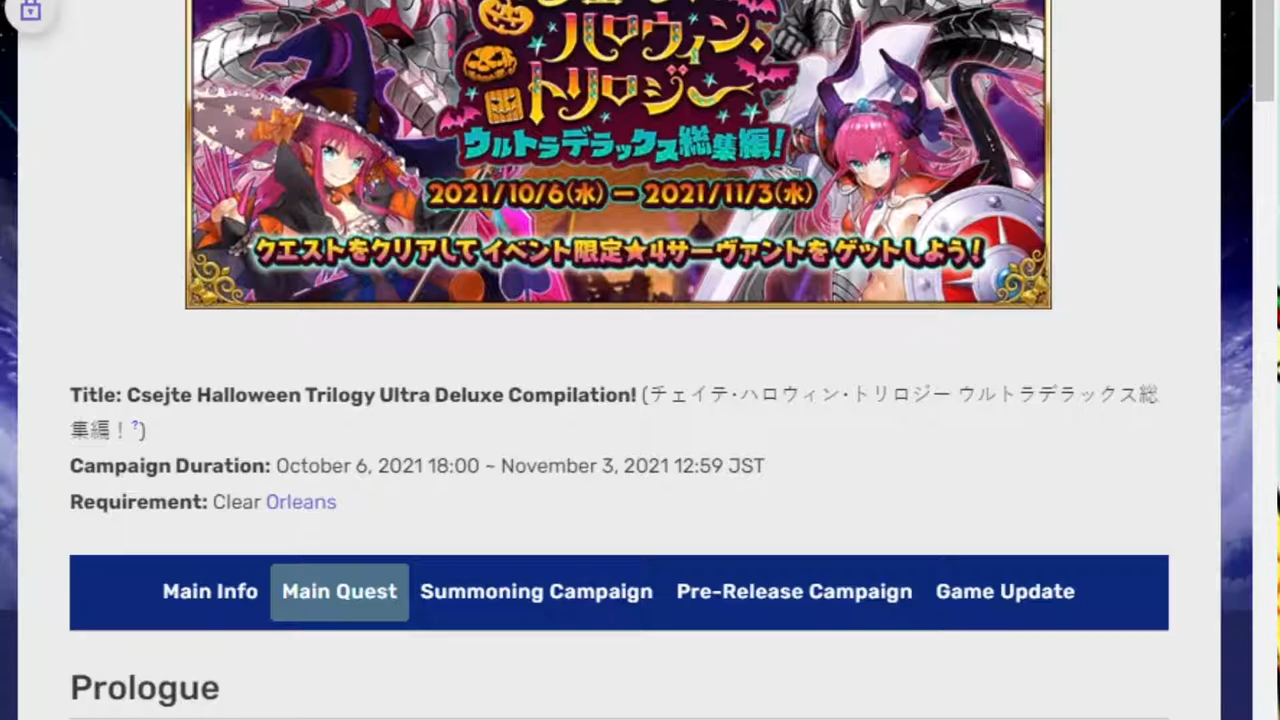 ハロウィン・
トリロジー
ウルトラデラックス総集編!
2021/10/6(水) ー 2021/11/3(水)
クエストをクリアしてイベント限定★4サーヴァントをゲットしよう!
Title: Csejte Halloween Trilogy Ultra Deluxe Compilation! (チェイテ・ハロウィン・トリロジー ウルトラデラックス総
集編！?)
Campaign Duration: October 6, 2021 18:00 ~ November 3, 2021 12:59 JST
Requirement: Clear Orleans
Main Info Main Quest Summoning Campaign Pre-Release Campaign Game Update
Prologue